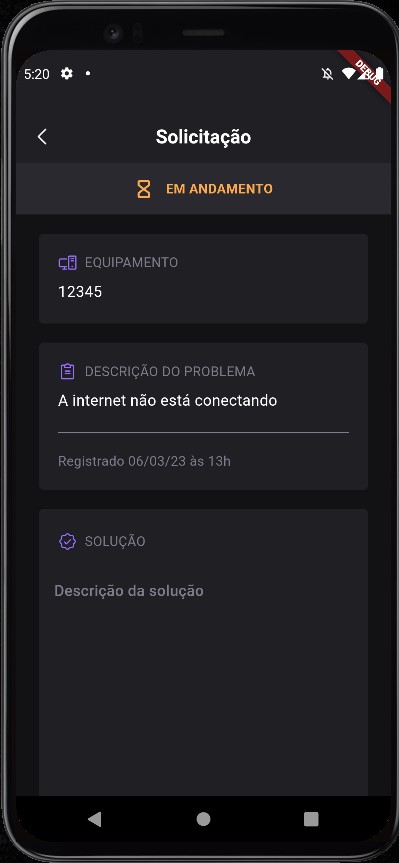 5:20
DEBUG
Solicitação
EM ANDAMENTO
EQUIPAMENTO
12345
DESCRIÇÃO DO PROBLEMA
A internet não está conectando
Registrado 06/03/23 às 13h
SOLUÇÃO
Descrição da solução